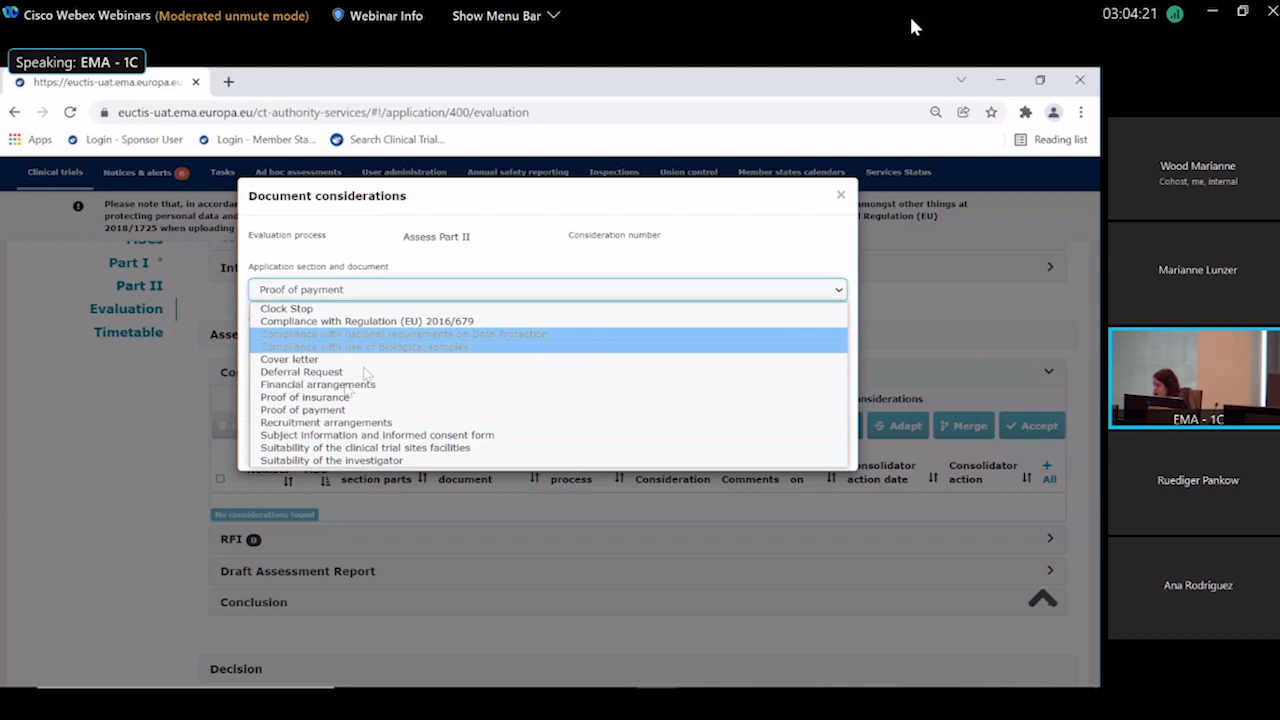 Cisco Webex Webinars (Moderated unmute mode) Webinar Info Show Menu Bar 03:04:21
Speaking: EMA - 1C
https://euctis-uat.ema.europa.eu
euctis-uat.ema.europa.eu/ct-authority-services/#!/application/400/evaluation
Apps Login - Sponsor User Login - Member Sta... Search Clinical Trial... Reading list
Clinical trials Notices & alerts 6 Tasks Ad hoc assessments User administration Annual safety reporting Inspections Union control Member states calendars Services Status
Please note that, in accordan
protecting personal data and
2018/1725 when uploading
amongst other things at
d Regulation (EU)
Document considerations
Evaluation process Assess Part II Consideration number
Application section and document
Proof of payment
Clock Stop
Compliance with Regulation (EU) 2016/679
Compliance with national requirements on Data Protection
Compliance with use of Biological samples
Cover letter
Deferral Request
Financial arrangements
Proof of insurance
Proof of payment
Recruitment arrangements
Subject information and informed consent form
Suitability of the clinical trial sites facilities
Suitability of the investigator
MSCs
Part I *
Part II
Evaluation
Timetable
Int
Asse
Co
nsiderations
Adapt Merge Accept
section parts document process Consideration Comments on
onsolidator
action date
Consolidator
action
+
All
No considerations found
RFI 0
Draft Assessment Report
Conclusion
Decision
Wood Marianne
Cohost, me, internal
Marianne Lunzer
EMA - 1C
Ruediger Pankow
Ana Rodriguez